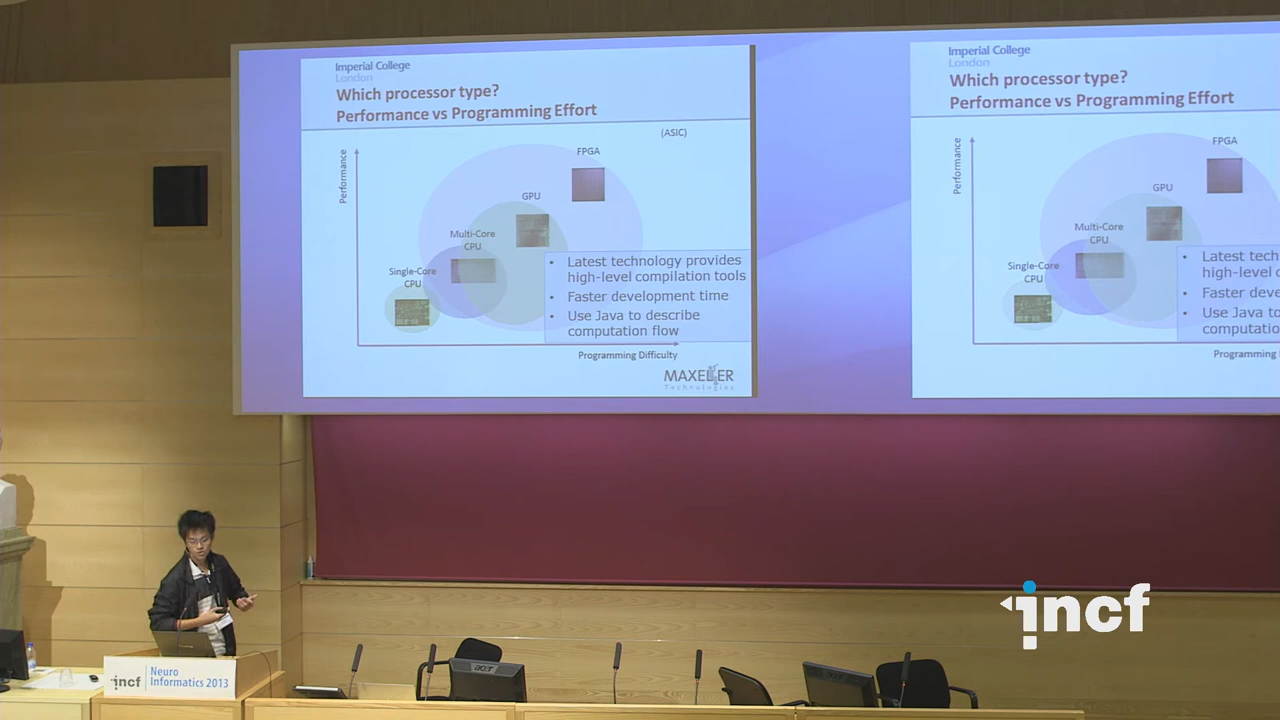 Imperial College
London
Which processor type?
Performance vs Programming Effort
(ASIC)
FPGA
GPU
Multi-Core
CPU
Single-Core
CPU
Performance
• Latest technology provides
high-level compilation tools
• Faster development time
• Use Java to describe
computation flow
Programming Difficulty
MAXELER
Technologies
Imperial College
London
Which processor type?
Performance vs Programming Effort
FPGA
GPU
Multi-Core
CPU
Single-Core
CPU
Performance
• Latest tech
high-level c
• Faster deve
• Use Java to
computatio
Programming
incf
incf
Neuro
Informatics 2013
acer